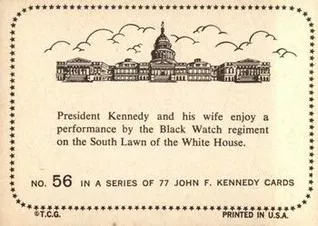 President Kennedy and his wife enjoy a
performance by the Black Watch regiment
on the South Lawn of the White House.
NO. 56 IN A SERIES OF 77 JOHN F. KENNEDY CARDS
©T.C.G. PRINTED IN U.S.A.